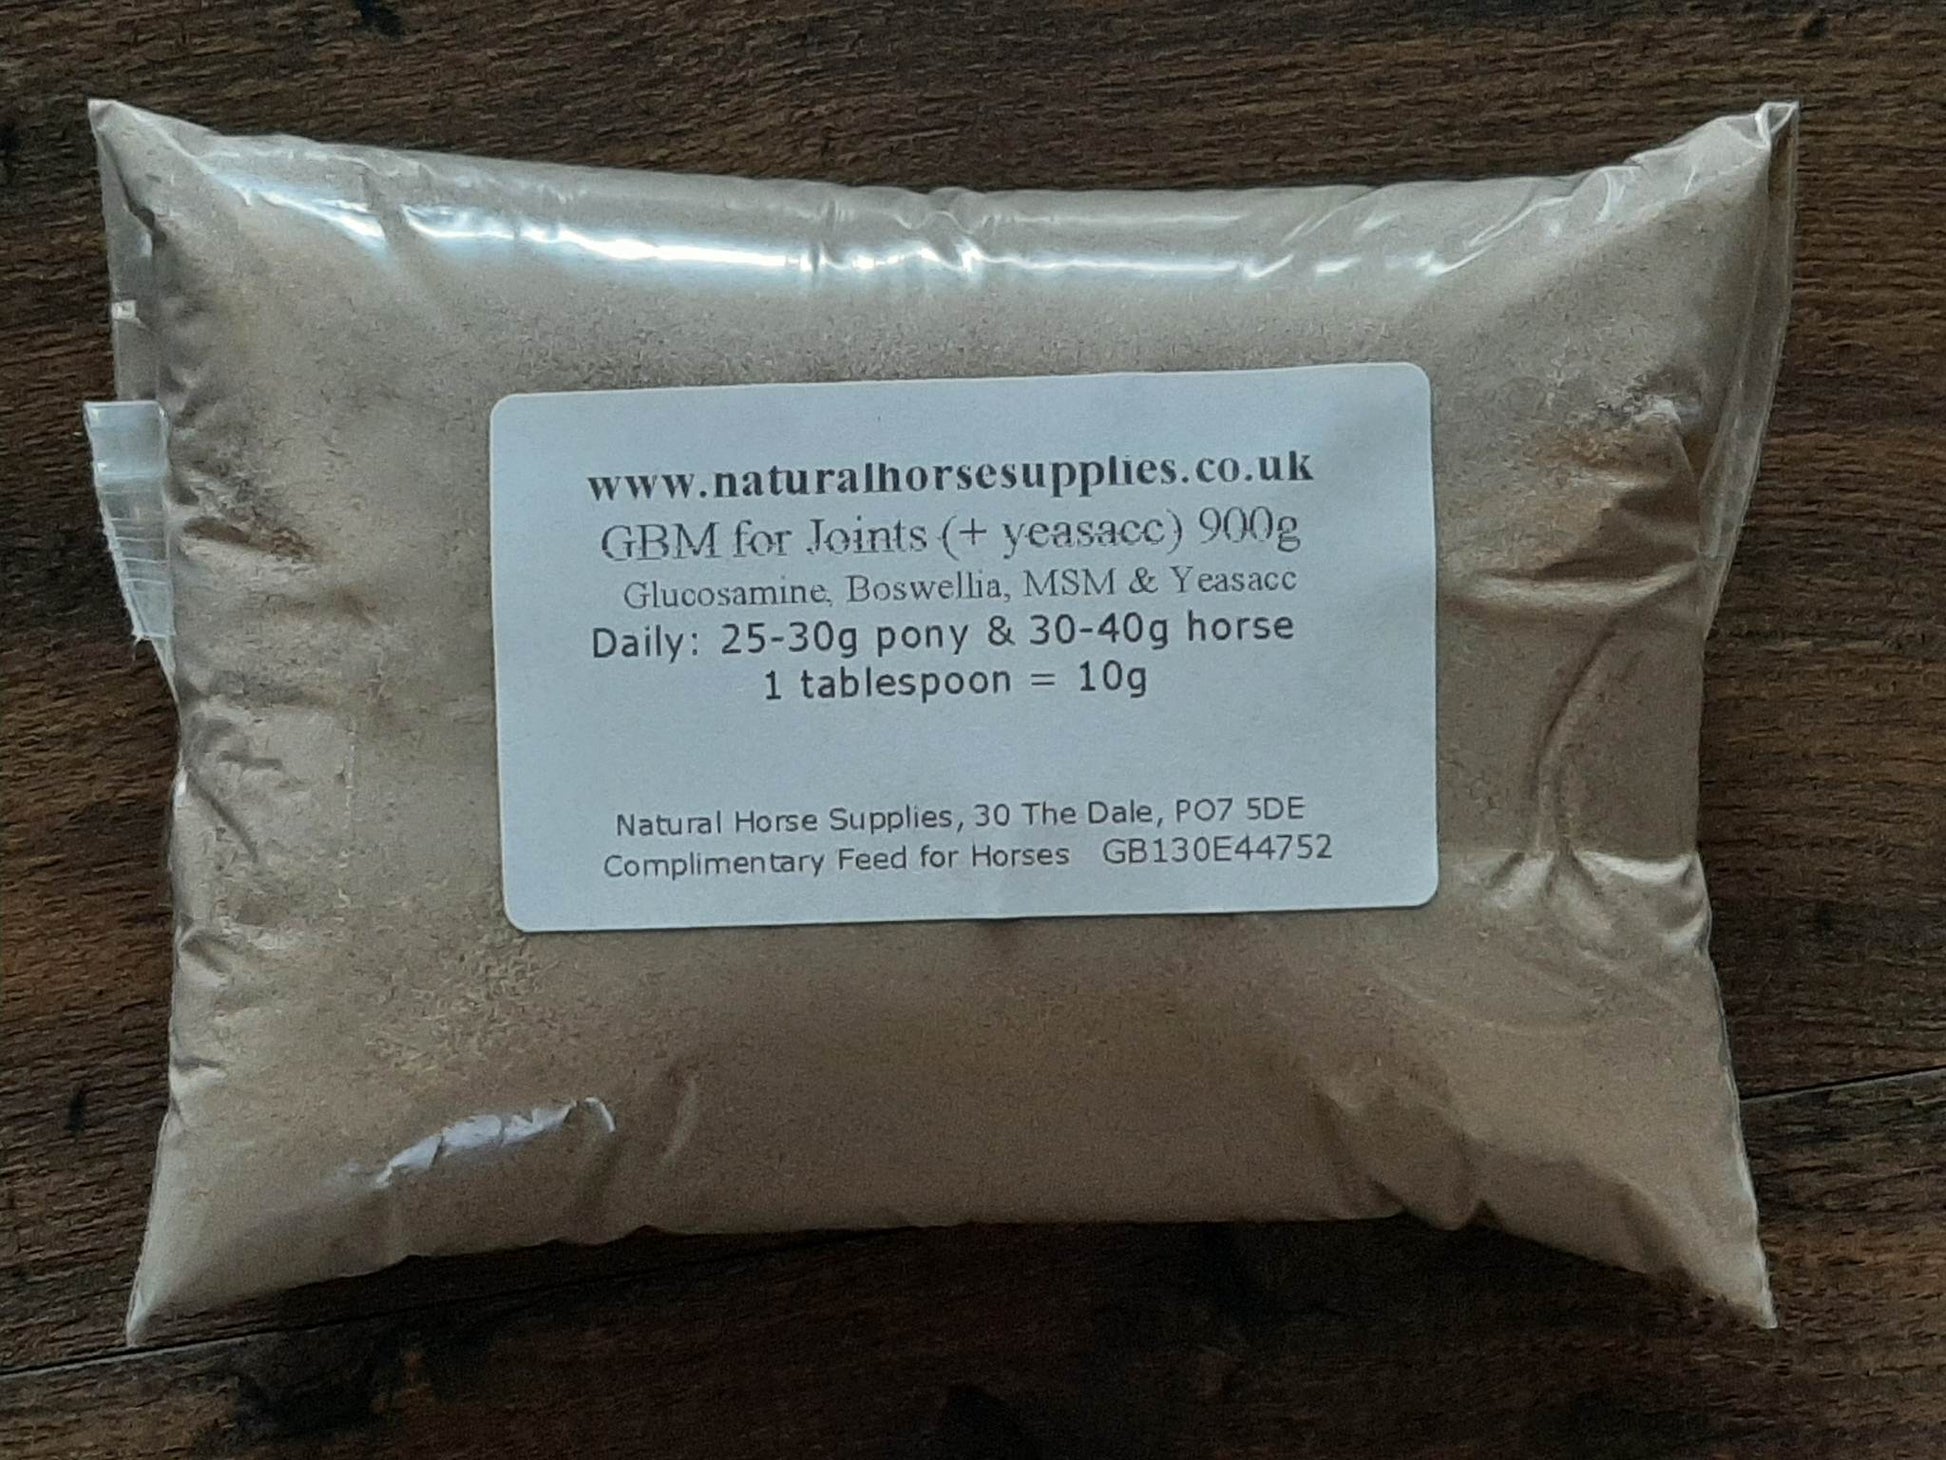 www.naturalhorsesupplies.co.uk
GBM for Joints (+ yeasacc) 900g
Glucosamine, Boswellia, MSM & Yeasacc
Daily: 25-30g pony & 30-40g horse
1 tablespoon = 10g
Natural Horse Supplies, 30 The Dale, PO7 5DE
Complimentary Feed for Horses GB130E44752